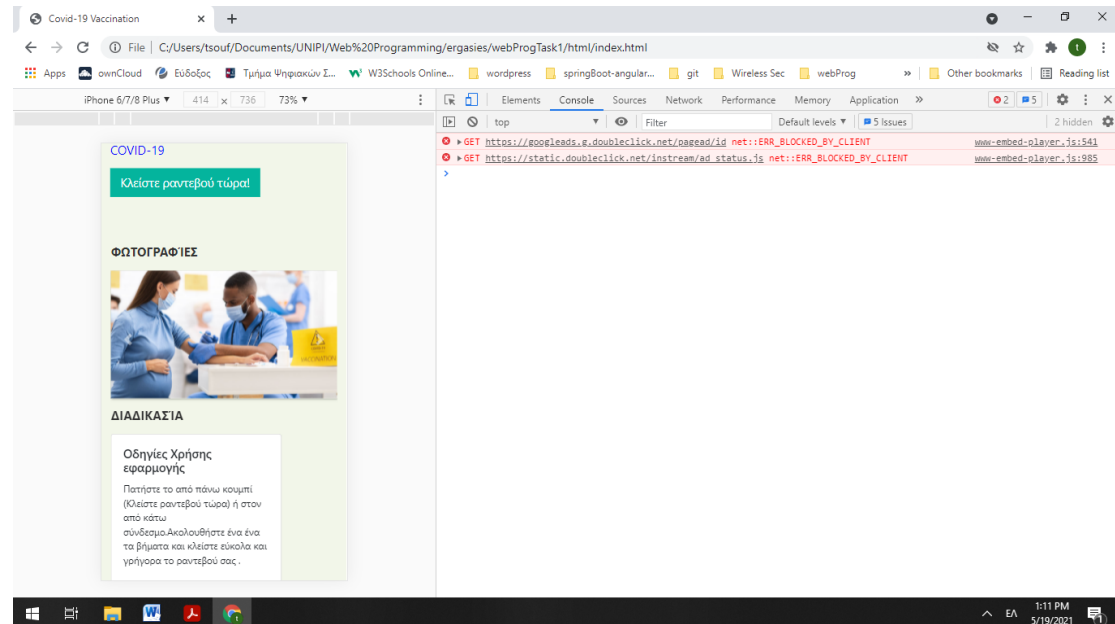 Covid-19 Vaccination
File | C:/Users/tsouf/Documents/UNIPI/Web%20Programming/ergasies/webProgTask1/html/index.html
t
Apps ownCloud Εύδοξος Τμήμα Ψηφιακών Σ... W3Schools Online... wordpress springBoot-angular... git Wireless Sec webProg » Other bookmarks Reading list
iPhone 6/7/8 Plus ▼ 414 x 736 73% ▼
Elements Console Sources Network Performance Memory Application » 2 5
top ▼ Filter Default levels ▼ 5 Issues 2 hidden
GET https://googleads.g.doubleclick.net/pagead/id net::ERR_BLOCKED_BY_CLIENT www-embed-player.js:541
GET https://static.doubleclick.net/instream/ad_status.js net::ERR_BLOCKED_BY_CLIENT www-embed-player.js:985
COVID-19
Κλείστε ραντεβού τώρα!
ΦΩΤΟΓΡΑΦΊΕΣ
VACCINATION
ΔΙΑΔΙΚΑΣΊΑ
Οδηγίες Χρήσης
εφαρμογής
Πατήστε το από πάνω κουμπί
(Κλείστε ραντεβού τώρα) ή στον
από κάτω
σύνδεσμο.Ακολουθήστε ένα ένα
τα βήματα και κλείστε εύκολα και
γρήγορα το ραντεβού σας .
ΕΛ
1:11 PM
5/19/2021
1